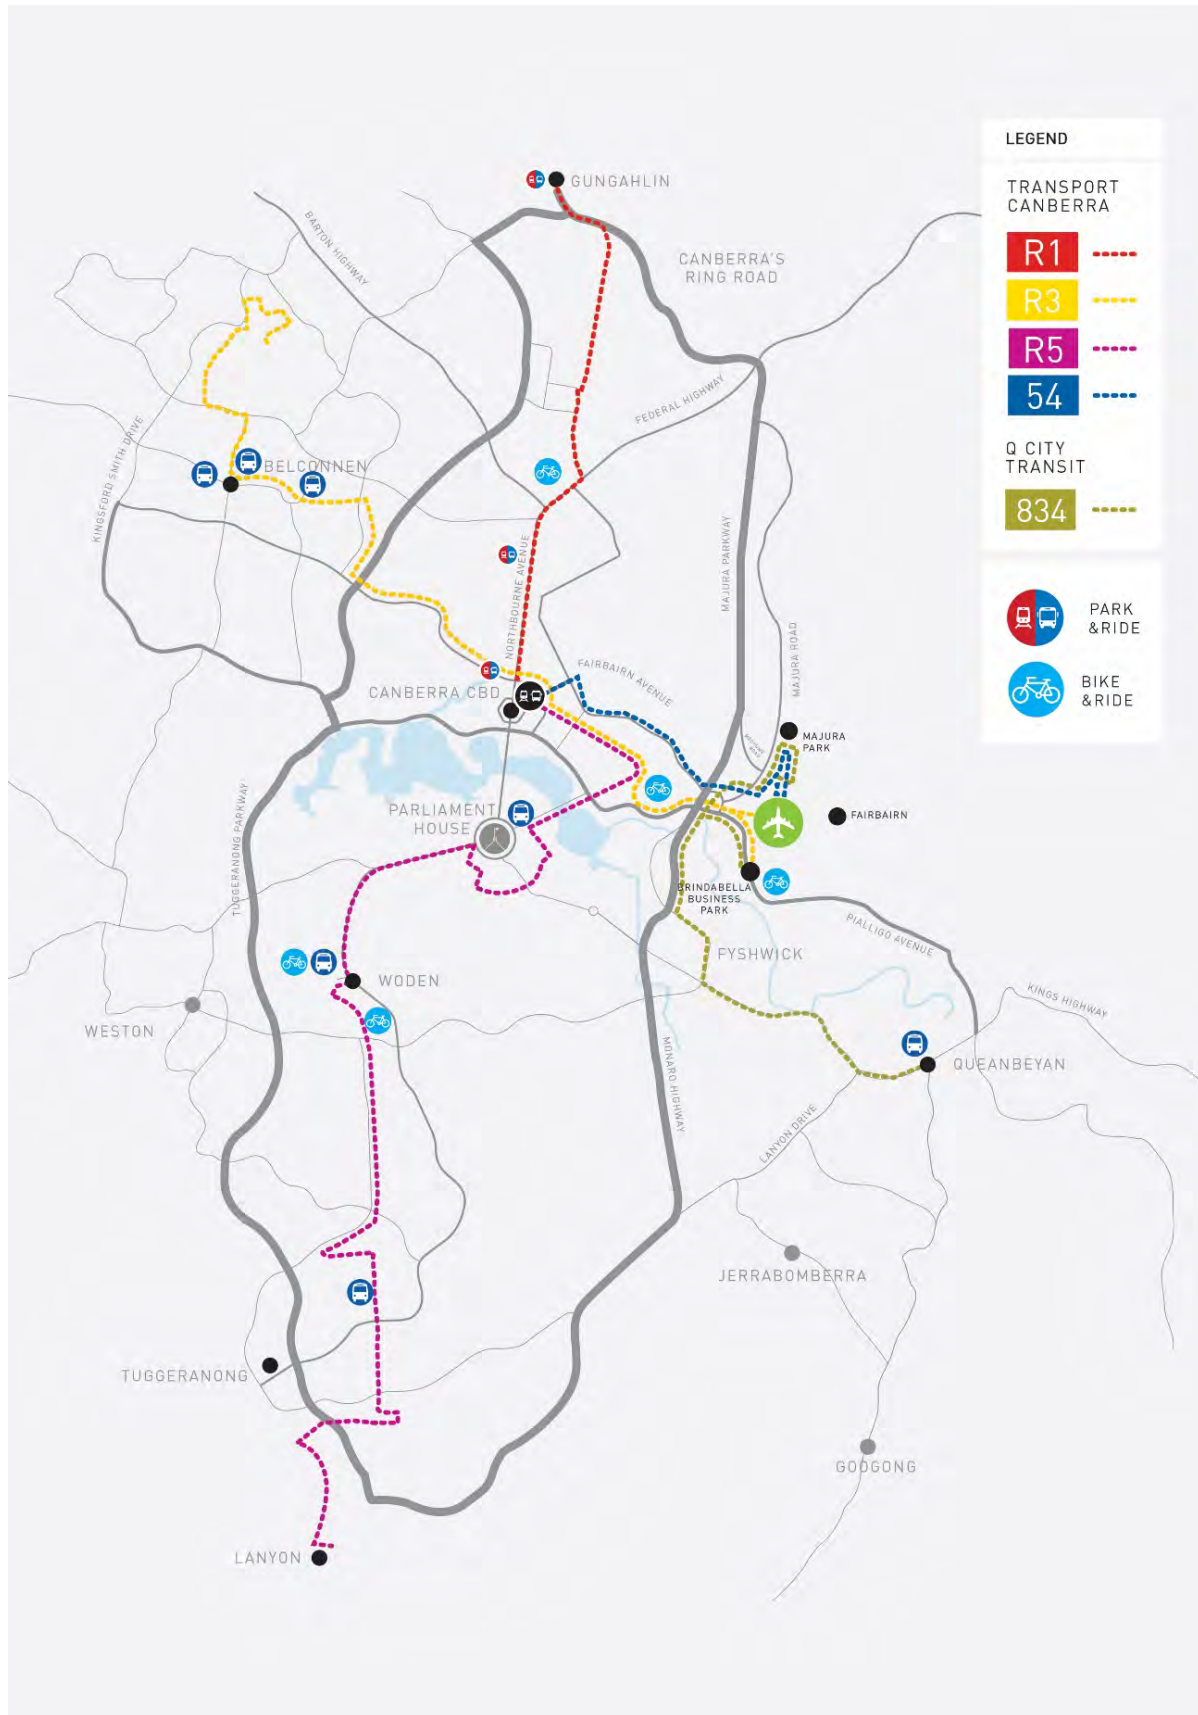 LEGEND
TRANSPORT
CANBERRA
R1
R3
R5
54
Q CITY
TRANSIT
834
PARK
&RIDE
BIKE
&RIDE
GUNGAHLIN
BARTON HIGHWAY
CANBERRA'S
RING ROAD
FEDERAL HIGHWAY
KINGSFORD SMITH DRIVE
BELCONNEN
NORTHBOURNE AVENUE
MAJURA PARKWAY
MAJURA ROAD
FAIRBAIRN AVENUE
CANBERRA CBD
MAJURA
PARK
PARLIAMENT
HOUSE
FAIRBAIRN
TUGGERANONG PARKWAY
BRINDABELLA
BUSINESS
PARK
PIALLIGO AVENUE
FYSHWICK
WODEN
WESTON
KINGS HIGHWAY
MONARO HIGHWAY
QUEANBEYAN
LANYON DRIVE
JERRABOMBERRA
TUGGERANONG
GOOGONG
LANYON